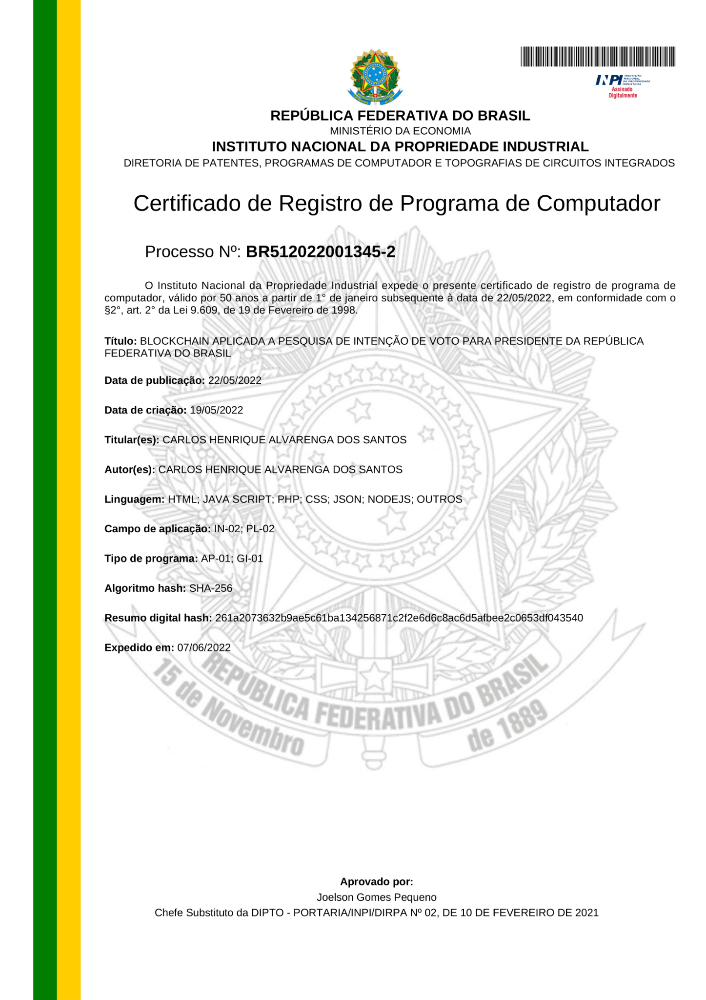 INPI INSTITUTO
NACIONAL
DA PROPRIEDADE
INDUSTRIAL
Assinado
Digitalmente
REPÚBLICA FEDERATIVA DO BRASIL
MINISTÉRIO DA ECONOMIA
INSTITUTO NACIONAL DA PROPRIEDADE INDUSTRIAL
DIRETORIA DE PATENTES, PROGRAMAS DE COMPUTADOR E TOPOGRAFIAS DE CIRCUITOS INTEGRADOS
Certificado de Registro de Programa de Computador
Processo Nº: BR512022001345-2
O Instituto Nacional da Propriedade Industrial expede o presente certificado de registro de programa de
computador, válido por 50 anos a partir de 1° de janeiro subsequente à data de 22/05/2022, em conformidade com o
§2°, art. 2° da Lei 9.609, de 19 de Fevereiro de 1998.
Título: BLOCKCHAIN APLICADA A PESQUISA DE INTENÇÃO DE VOTO PARA PRESIDENTE DA REPÚBLICA
FEDERATIVA DO BRASIL
Data de publicação: 22/05/2022
Data de criação: 19/05/2022
Titular(es): CARLOS HENRIQUE ALVARENGA DOS SANTOS
Autor(es): CARLOS HENRIQUE ALVARENGA DOS SANTOS
Linguagem: HTML; JAVA SCRIPT; PHP; CSS; JSON; NODEJS; OUTROS
Campo de aplicação: IN-02; PL-02
Tipo de programa: AP-01; GI-01
Algoritmo hash: SHA-256
Resumo digital hash: 261a2073632b9ae5c61ba134256871c2f2e6d6c8ac6d5afbee2c0653df043540
Expedido em: 07/06/2022
REPÚBLICA FEDERATIVA DO BRASIL
15 de Novembro de 1889
Aprovado por:
Joelson Gomes Pequeno
Chefe Substituto da DIPTO - PORTARIA/INPI/DIRPA Nº 02, DE 10 DE FEVEREIRO DE 2021